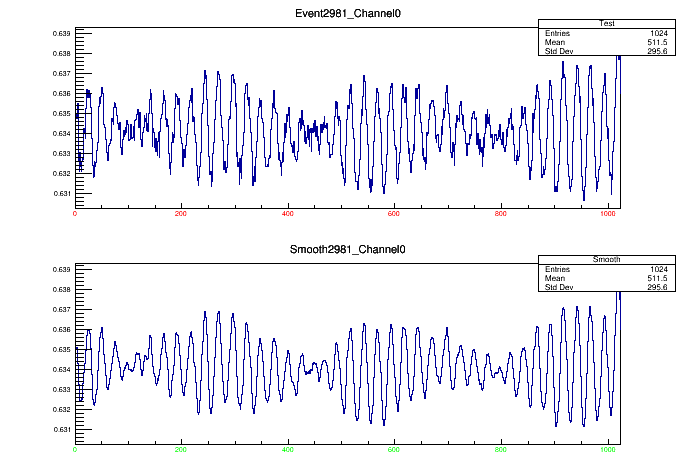 Event2981_Channel0
Test
Entries 1024
Mean 511.5
Std Dev 295.6
0.639
0.638
0.637
0.636
0.635
0.634
0.633
0.632
0.631
0 200 400 600 800 1000
Smooth2981_Channel0
Smooth
Entries 1024
Mean 511.5
Std Dev 295.6
0.639
0.638
0.637
0.636
0.635
0.634
0.633
0.632
0.631
0 200 400 600 800 1000